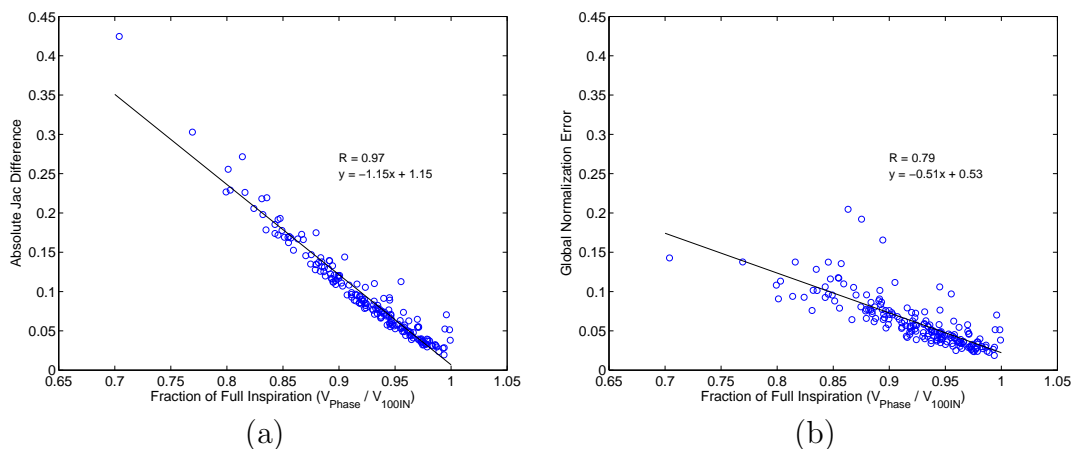 0.45
0.4
0.35
0.3
0.25
0.2
0.15
0.1
0.05
0
Absolute Jac Difference
R = 0.97
y = −1.15x + 1.15
0.65 0.7 0.75 0.8 0.85 0.9 0.95 1 1.05
Fraction of Full Inspiration (V_Phase / V_100IN)
(a)
0.45
0.4
0.35
0.3
0.25
0.2
0.15
0.1
0.05
0
Global Normalization Error
R = 0.79
y = −0.51x + 0.53
0.65 0.7 0.75 0.8 0.85 0.9 0.95 1 1.05
Fraction of Full Inspiration (V_Phase / V_100IN)
(b)